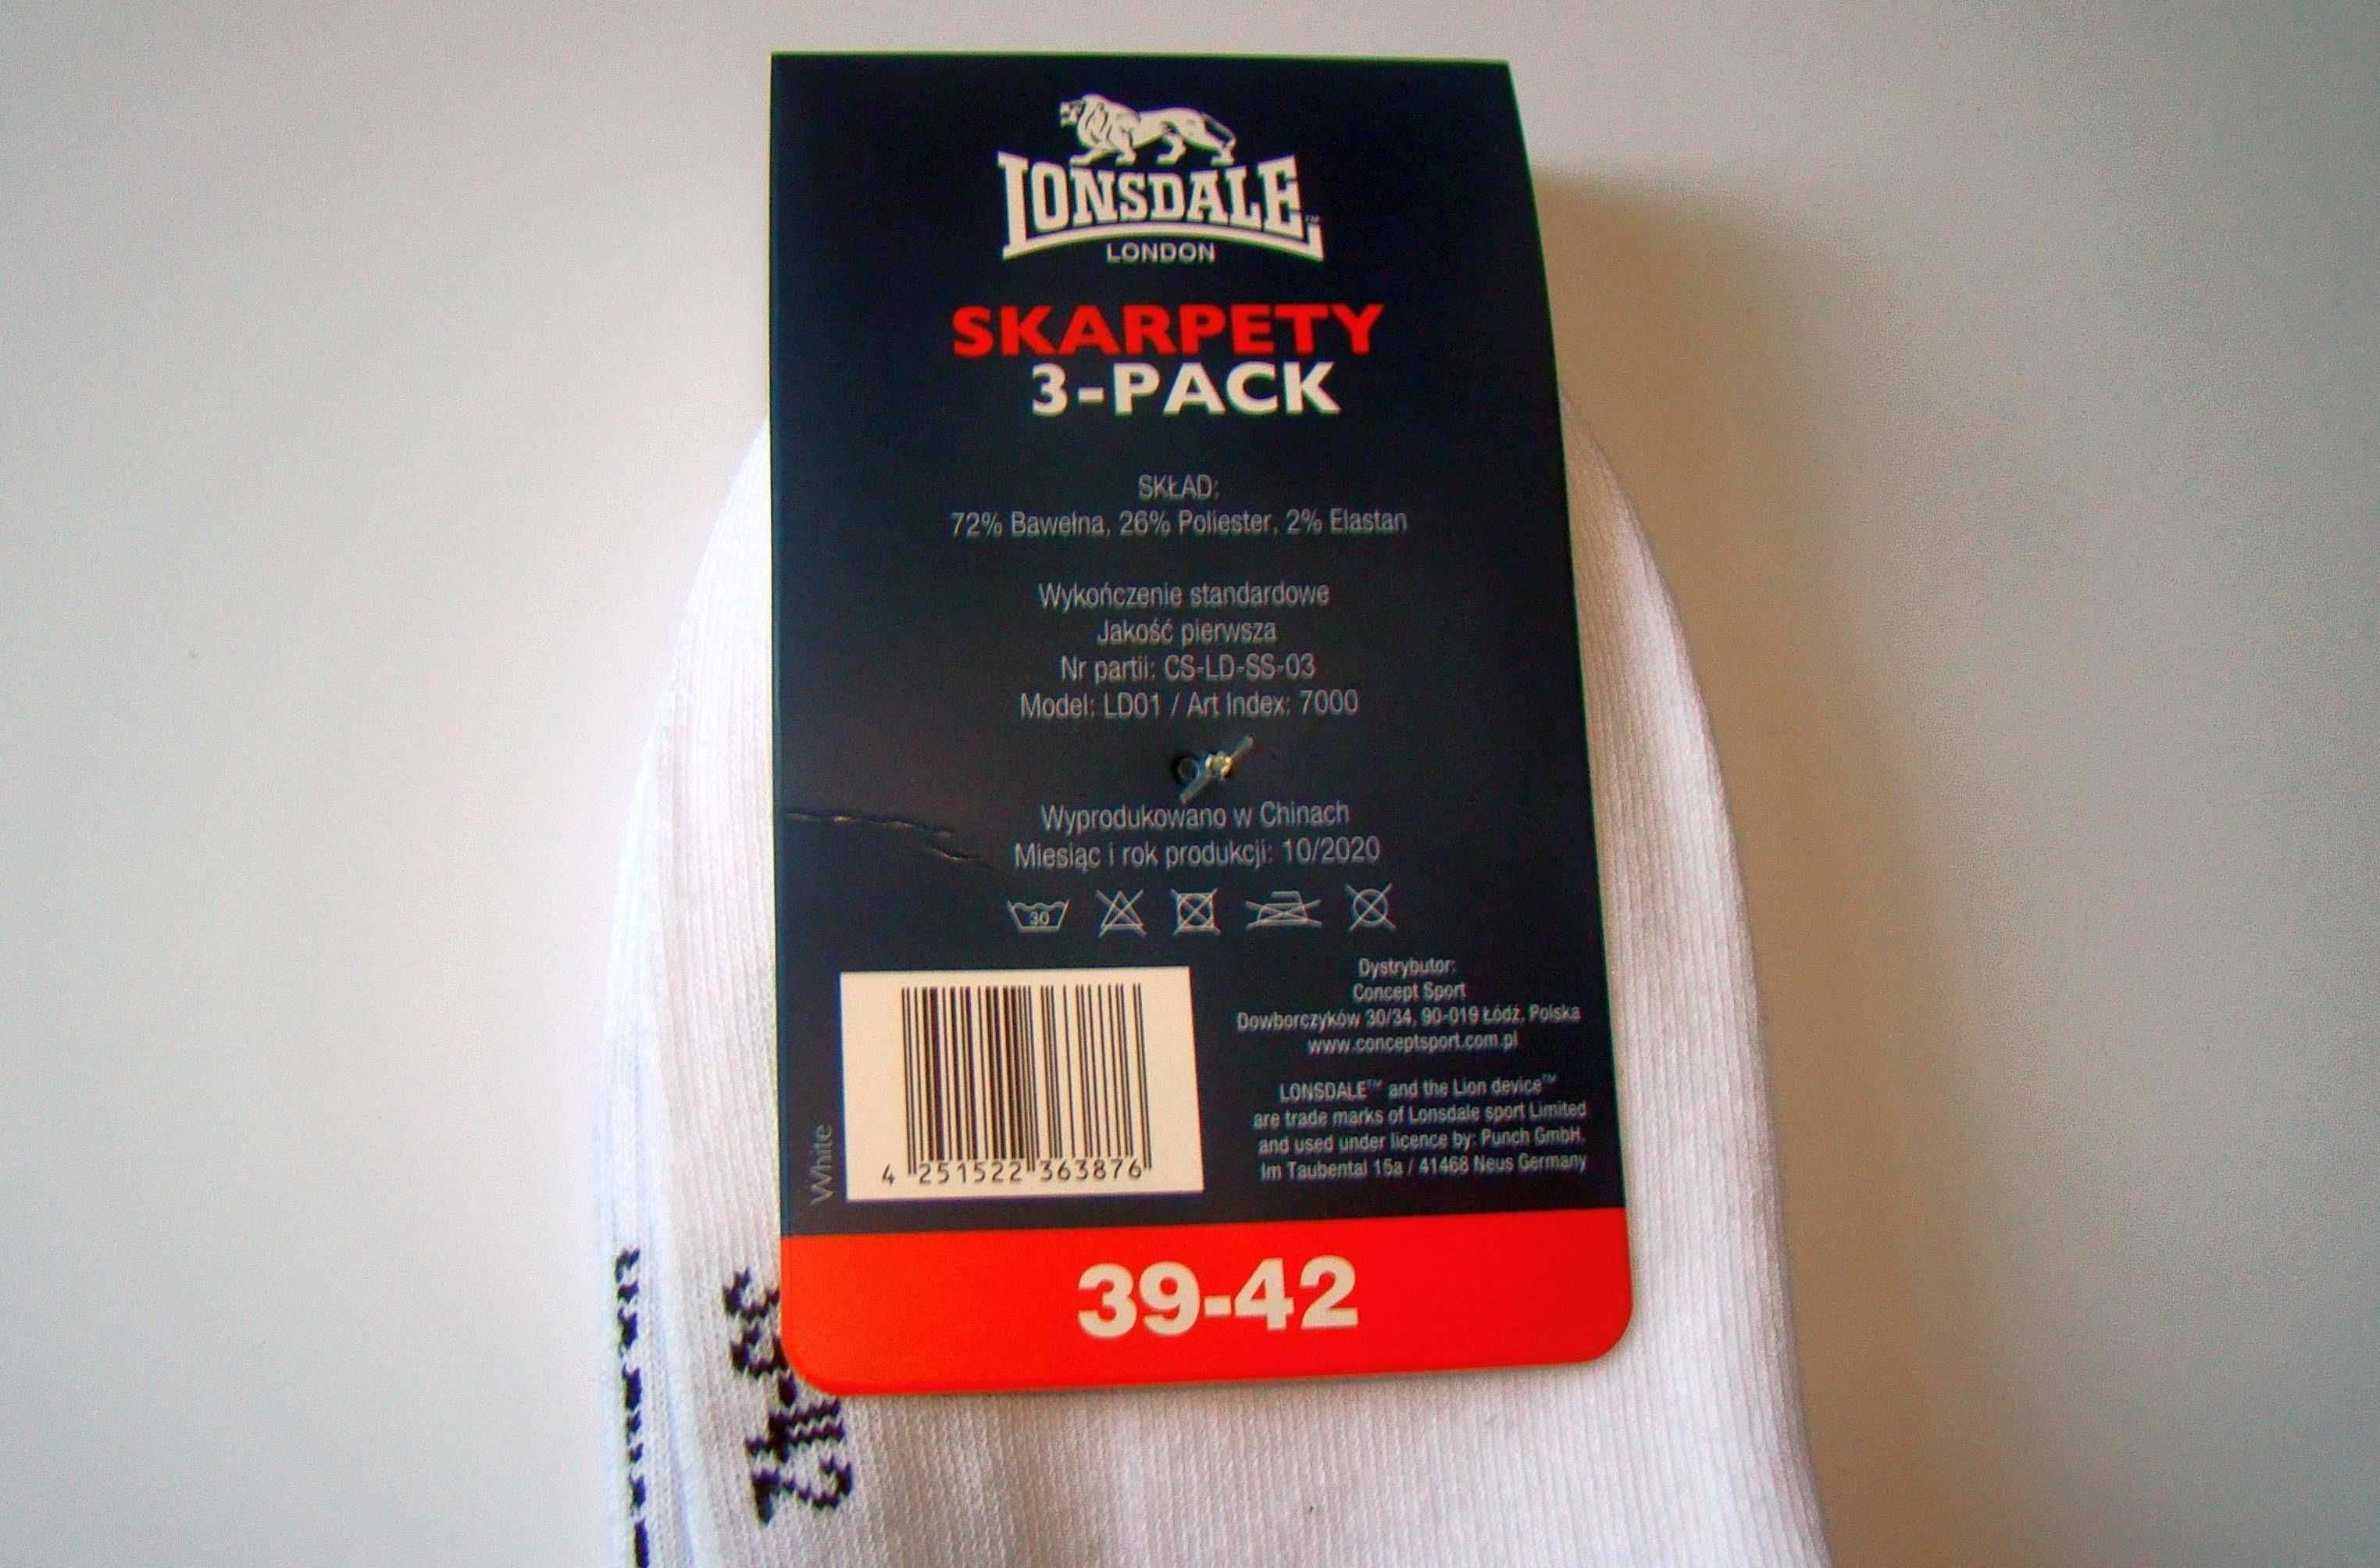 LONSDALE™
LONDON
SKARPETY
3-PACK
SKŁAD:
72% Bawełna, 26% Poliester, 2% Elastan
Wykończenie standardowe
Jakość pierwsza
Nr partii: CS-LD-SS-03
Model: LD01 / Art Index: 7000
Wyprodukowano w Chinach
Miesiąc i rok produkcji: 10/2020
30
Dystrybutor:
Concept Sport
Dowborczyków 30/34, 90-019 Łódź, Polska
www.conceptsport.com.pl
LONSDALE™ and the Lion device™
are trade marks of Lonsdale sport Limited
and used under licence by: Punch GmbH.
Im Taubental 15a / 41468 Neus Germany
White
4 251522 363876
39-42
39-42